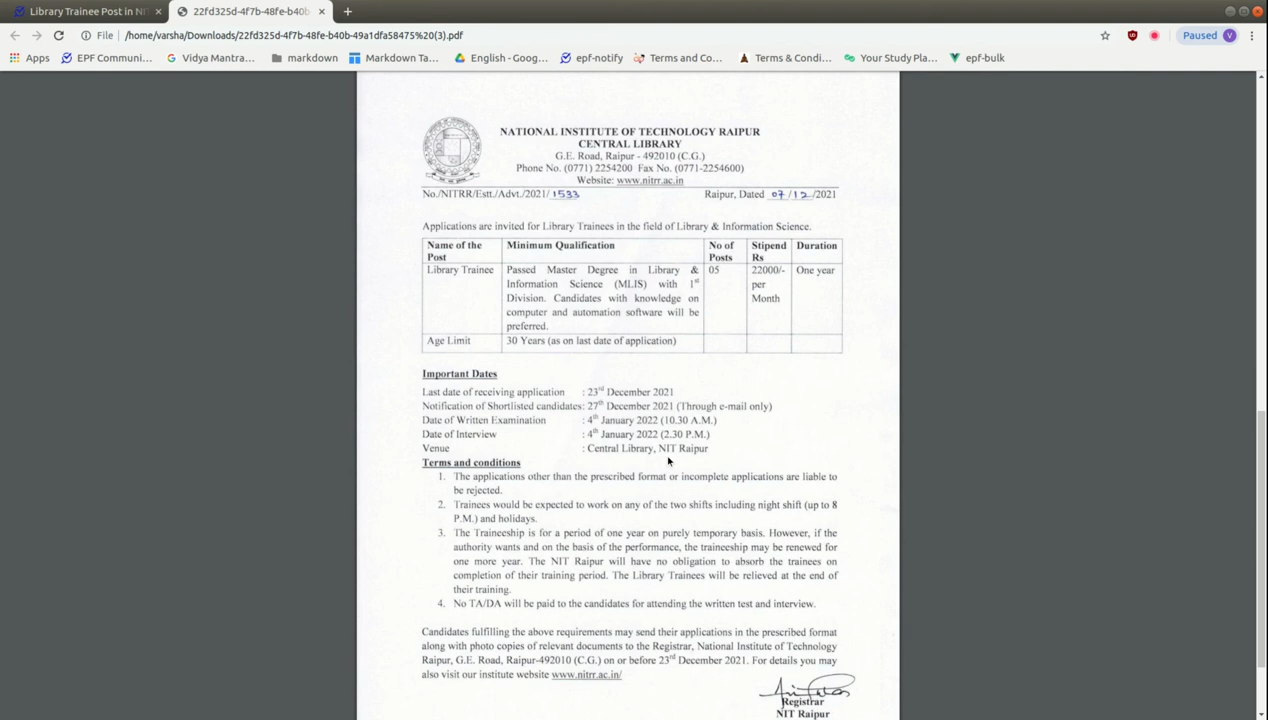 Library Trainee Post in NI
22fd325d-4f7b-48fe-b40b
File /home/varsha/Downloads/22fd325d-4f7b-48fe-b40b-49a1dfa58475%20(3).pdf
Paused V
Apps EPF Communi... Vidya Mantra... markdown Markdown Ta... English - Goog... epf-notify Terms and Co... Terms & Condi... Your Study Pla... epf-bulk
NATIONAL INSTITUTE OF TECHNOLOGY RAIPUR
CENTRAL LIBRARY
G.E. Road, Raipur - 492010 (C.G.)
Phone No. (0771) 2254200 Fax No. (0771-2254600)
Website: www.nitrr.ac.in
No./NITRR/Estt./Advt./2021/1533 Raipur, Dated 07/12/2021
Applications are invited for Library Trainees in the field of Library & Information Science.
Name of the Post Minimum Qualification No of Posts Stipend Rs Duration
Library Trainee Passed Master Degree in Library & 05 22000/- One year
Information Science (MLIS) with 1st per
Division. Candidates with knowledge on Month
computer and automation software will be
preferred.
Age Limit 30 Years (as on last date of application)
Important Dates
Last date of receiving application : 23rd December 2021
Notification of Shortlisted candidates: 27th December 2021 (Through e-mail only)
Date of Written Examination : 4th January 2022 (10.30 A.M.)
Date of Interview : 4th January 2022 (2.30 P.M.)
Venue : Central Library, NIT Raipur
Terms and conditions
1. The applications other than the prescribed format or incomplete applications are liable to
be rejected.
2. Trainees would be expected to work on any of the two shifts including night shift (up to 8
P.M.) and holidays.
3. The Traineeship is for a period of one year on purely temporary basis. However, if the
authority wants and on the basis of the performance, the traineeship may be renewed for
one more year. The NIT Raipur will have no obligation to absorb the trainees on
completion of their training period. The Library Trainees will be relieved at the end of
their training.
4. No TA/DA will be paid to the candidates for attending the written test and interview.
Candidates fulfilling the above requirements may send their applications in the prescribed format
along with photo copies of relevant documents to the Registrar, National Institute of Technology
Raipur, G.E. Road, Raipur-492010 (C.G.) on or before 23rd December 2021. For details you may
also visit our institute website www.nitrr.ac.in/
Registrar
NIT Raipur